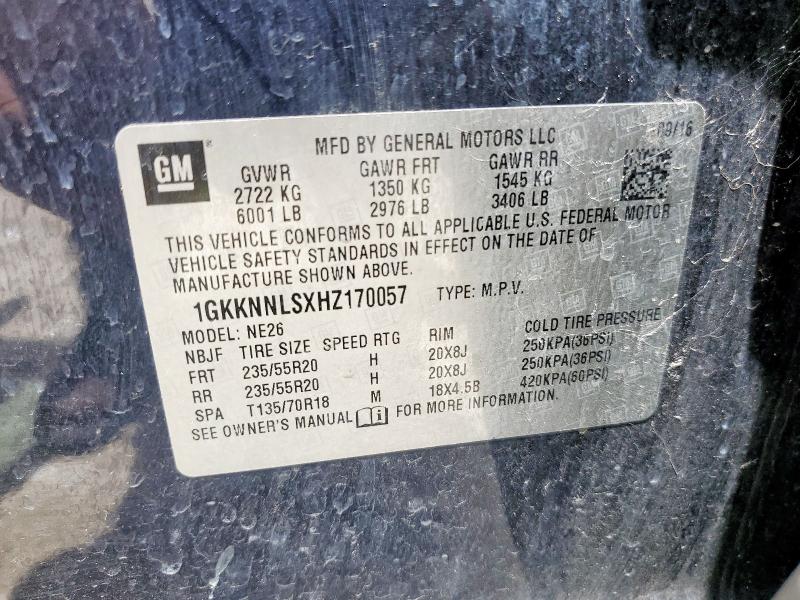 GM
MFD BY GENERAL MOTORS LLC 09/16
GVWR GAWR FRT GAWR RR
2722 KG 1350 KG 1545 KG
6001 LB 2976 LB 3406 LB
THIS VEHICLE CONFORMS TO ALL APPLICABLE U.S. FEDERAL MOTOR
VEHICLE SAFETY STANDARDS IN EFFECT ON THE DATE OF
MANUFACTURE SHOWN ABOVE.
1GKKNNLSXHZ170057 TYPE: M.P.V.
MODEL: NE26
NBJF TIRE SIZE SPEED RTG RIM COLD TIRE PRESSURE
FRT 235/55R20 H 20X8J 250KPA(36PSI)
RR 235/55R20 H 20X8J 250KPA(36PSI)
SPA T135/70R18 M 18X4.5B 420KPA(60PSI)
SEE OWNER'S MANUAL FOR MORE INFORMATION.